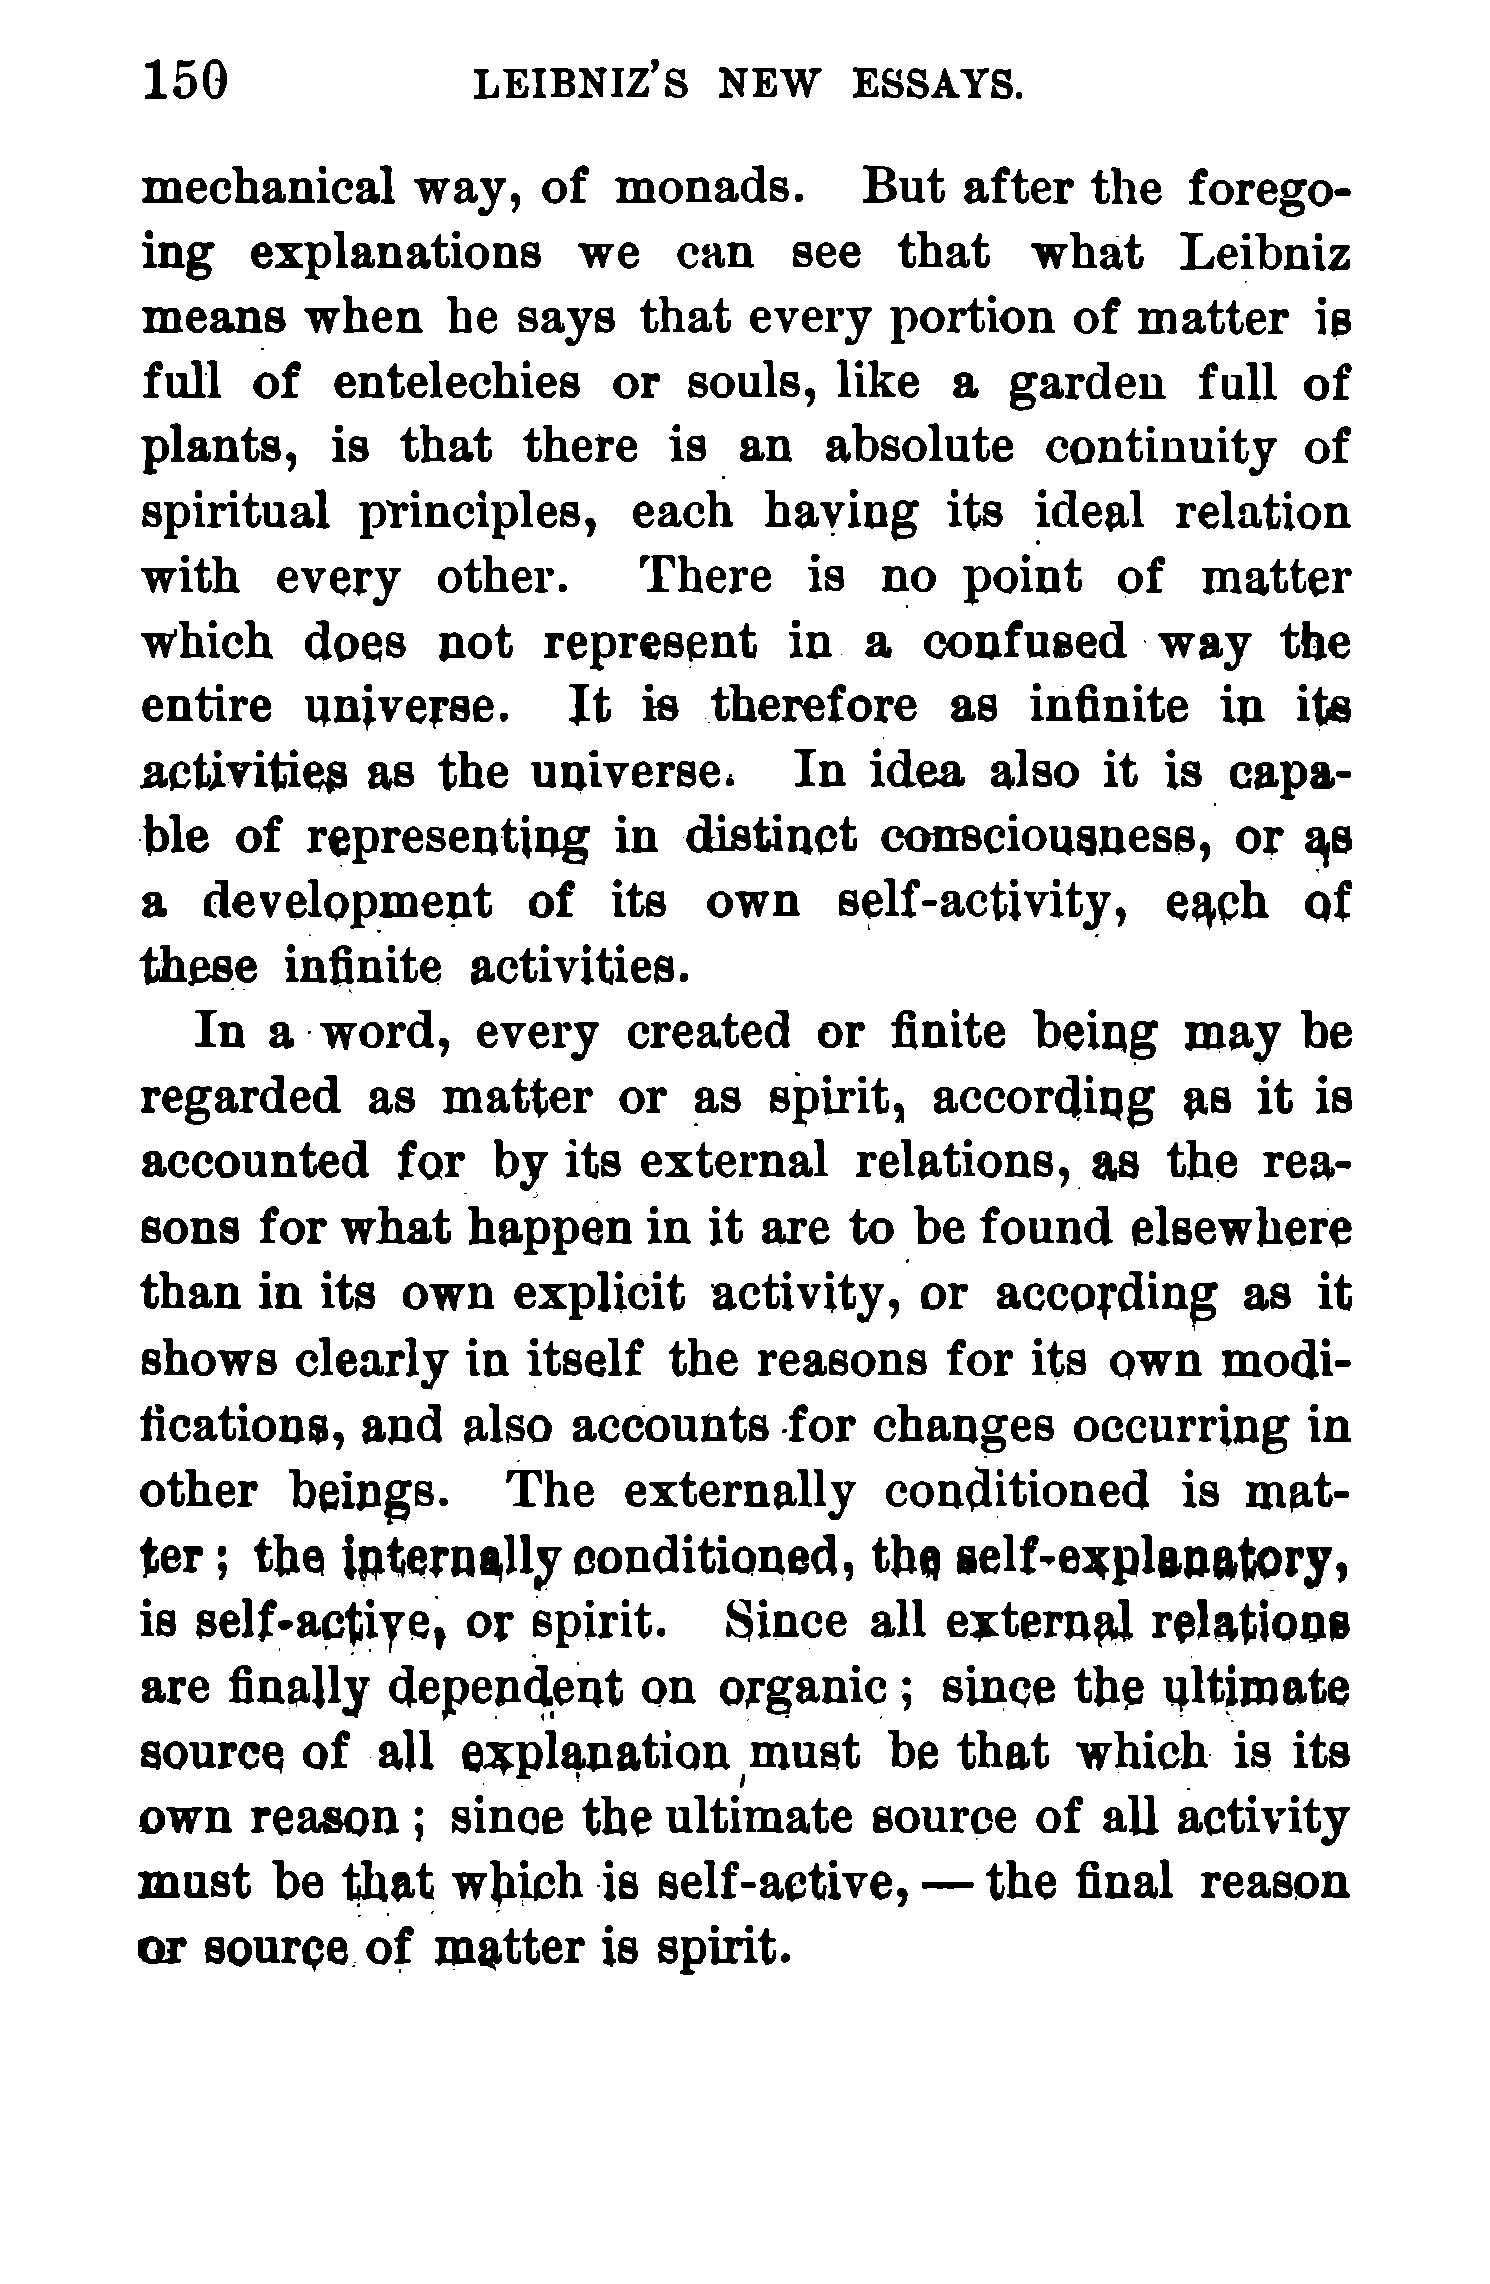 150 LEIBNIZ'S NEW ESSAYS.
mechanical way, of monads. But after the forego-
ing explanations we can see that what Leibniz
means when he says that every portion of matter is
full of entelechies or souls, like a garden full of
plants, is that there is an absolute continuity of
spiritual principles, each having its ideal relation
with every other. There is no point of matter
which does not represent in a confused way the
entire universe. It is therefore as infinite in its
activities as the universe. In idea also it is capa-
ble of representing in distinct consciousness, or as
a development of its own self-activity, each of
these infinite activities.
In a word, every created or finite being may be
regarded as matter or as spirit, according as it is
accounted for by its external relations, as the rea-
sons for what happen in it are to be found elsewhere
than in its own explicit activity, or according as it
shows clearly in itself the reasons for its own modi-
fications, and also accounts for changes occurring in
other beings. The externally conditioned is mat-
ter; the internally conditioned, the self-explanatory,
is self-active, or spirit. Since all external relations
are finally dependent on organic; since the ultimate
source of all explanation must be that which is its
own reason; since the ultimate source of all activity
must be that which is self-active, — the final reason
or source of matter is spirit.